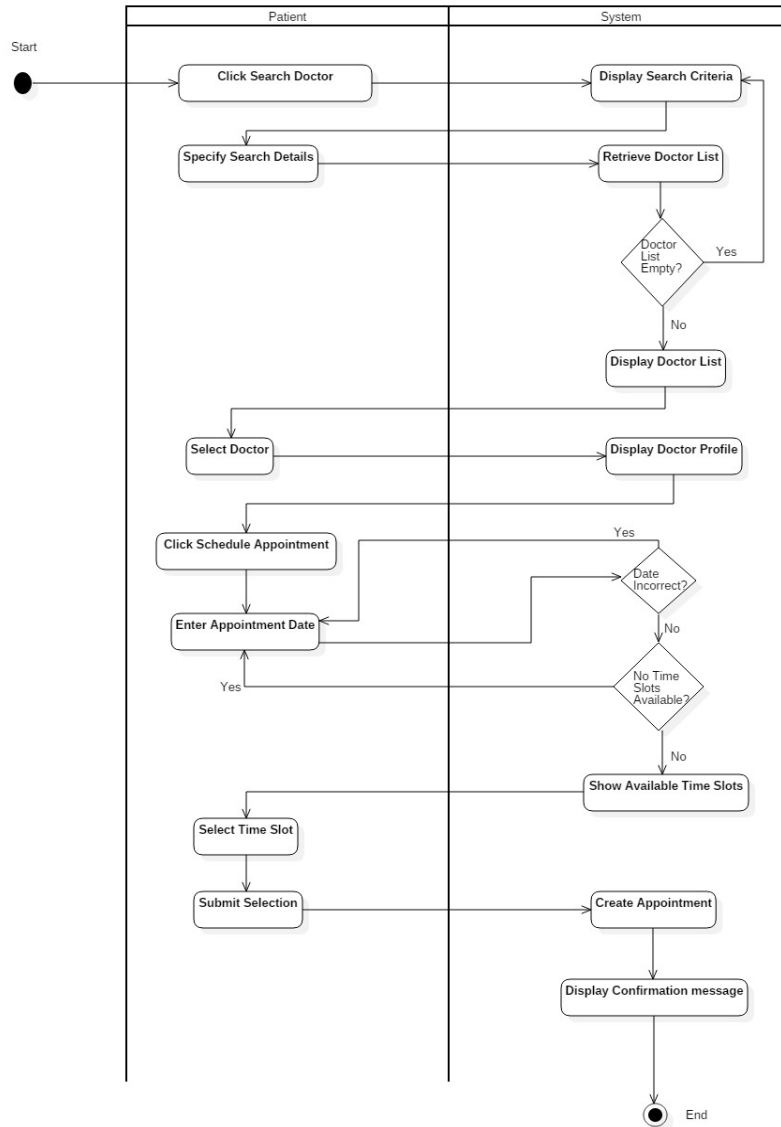 Patient
System
Start
Click Search Doctor
Display Search Criteria
Specify Search Details
Retrieve Doctor List
Doctor
List
Empty?
Yes
No
Display Doctor List
Select Doctor
Display Doctor Profile
Click Schedule Appointment
Yes
Date
Incorrect?
Enter Appointment Date
No
No Time
Slots
Available?
Yes
No
Show Available Time Slots
Select Time Slot
Submit Selection
Create Appointment
Display Confirmation message
End